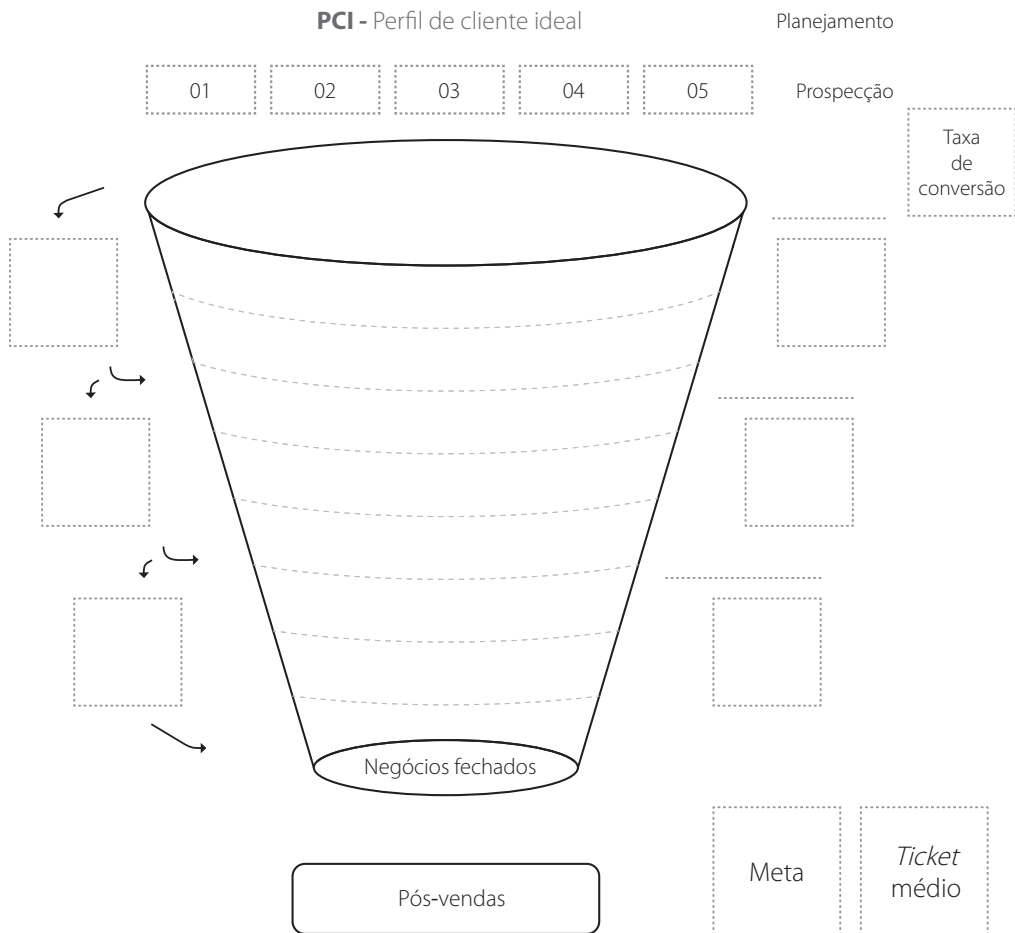 PCI - Perfil de cliente ideal
Planejamento
01
02
03
04
05
Prospecção
Taxa
de
conversão
Negócios fechados
Pós-vendas
Meta
Ticket
médio